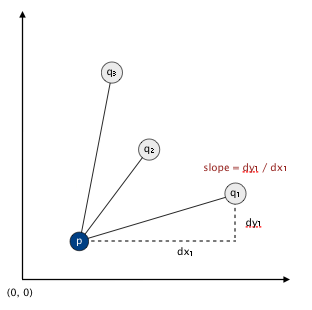 q₃
q₂
slope = dy₁ / dx₁
q₁
dy₁
p
dx₁
(0, 0)